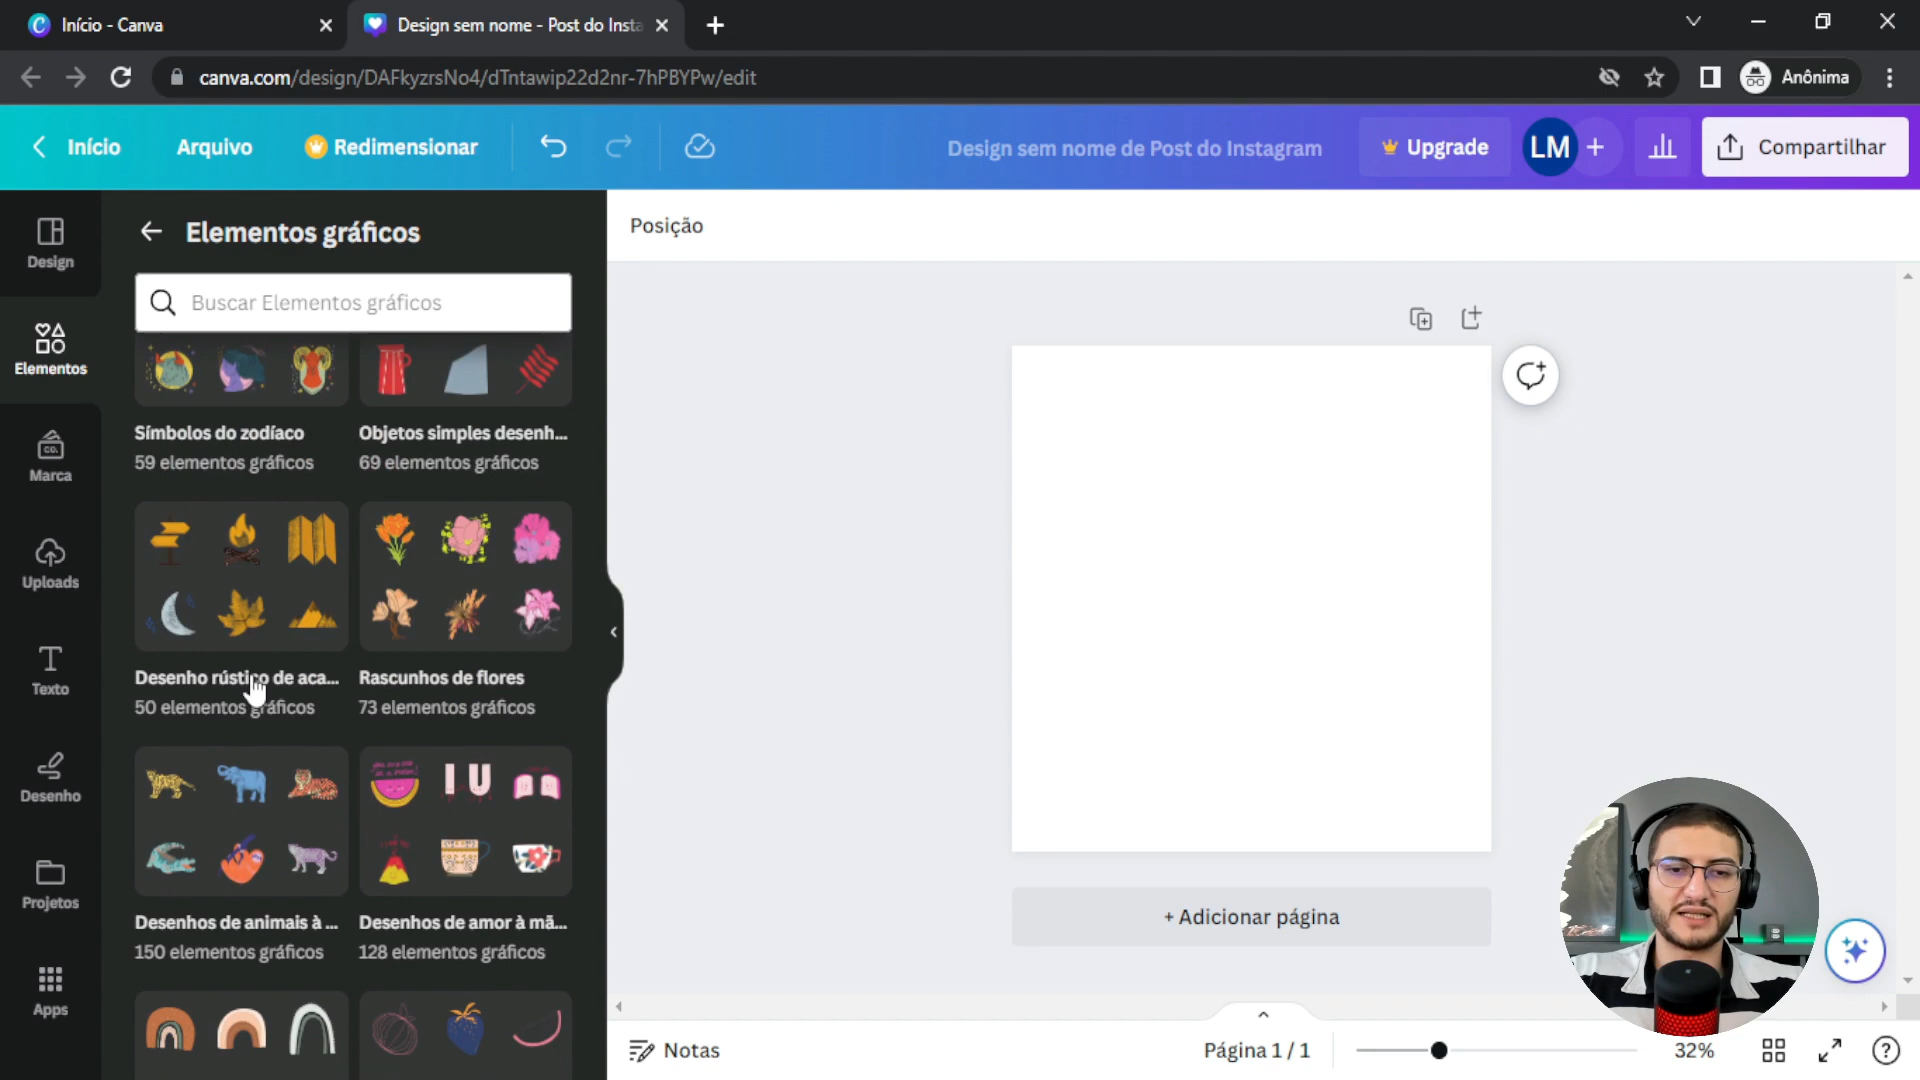 Início - Canva
Design sem nome - Post do Insta
canva.com/design/DAFkyzrsNo4/dTntawip22d2nr-7hPBYPw/edit
Anônima
Início
Arquivo
Redimensionar
Design sem nome de Post do Instagram
Upgrade
LM
Compartilhar
Design
Elementos
Marca
CO.
Uploads
Texto
Desenho
Projetos
Apps
Elementos gráficos
Buscar Elementos gráficos
Símbolos do zodíaco
59 elementos gráficos
Objetos simples desenh...
69 elementos gráficos
Desenho rústico de aca...
50 elementos gráficos
Rascunhos de flores
73 elementos gráficos
I U
Desenhos de animais à ...
150 elementos gráficos
Desenhos de amor à mã...
128 elementos gráficos
Posição
+ Adicionar página
Notas
Página 1 / 1
32%